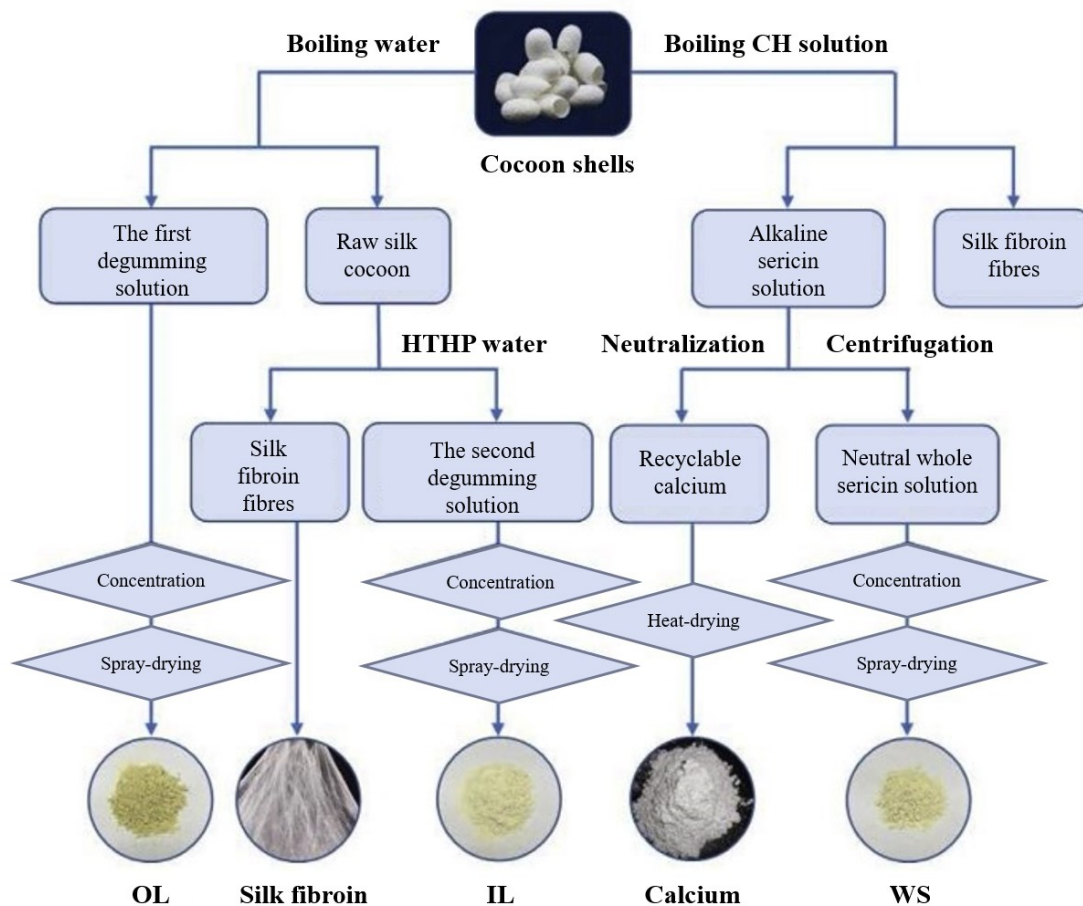 Boiling water
Boiling CH solution
Cocoon shells
The first
degumming
solution
Raw silk
cocoon
Alkaline
sericin
solution
Silk fibroin
fibres
HTHP water
Neutralization
Centrifugation
Silk
fibroin
fibres
The second
degumming
solution
Recyclable
calcium
Neutral whole
sericin solution
Concentration
Concentration
Heat-drying
Concentration
Spray-drying
Spray-drying
Spray-drying
OL
Silk fibroin
IL
Calcium
WS